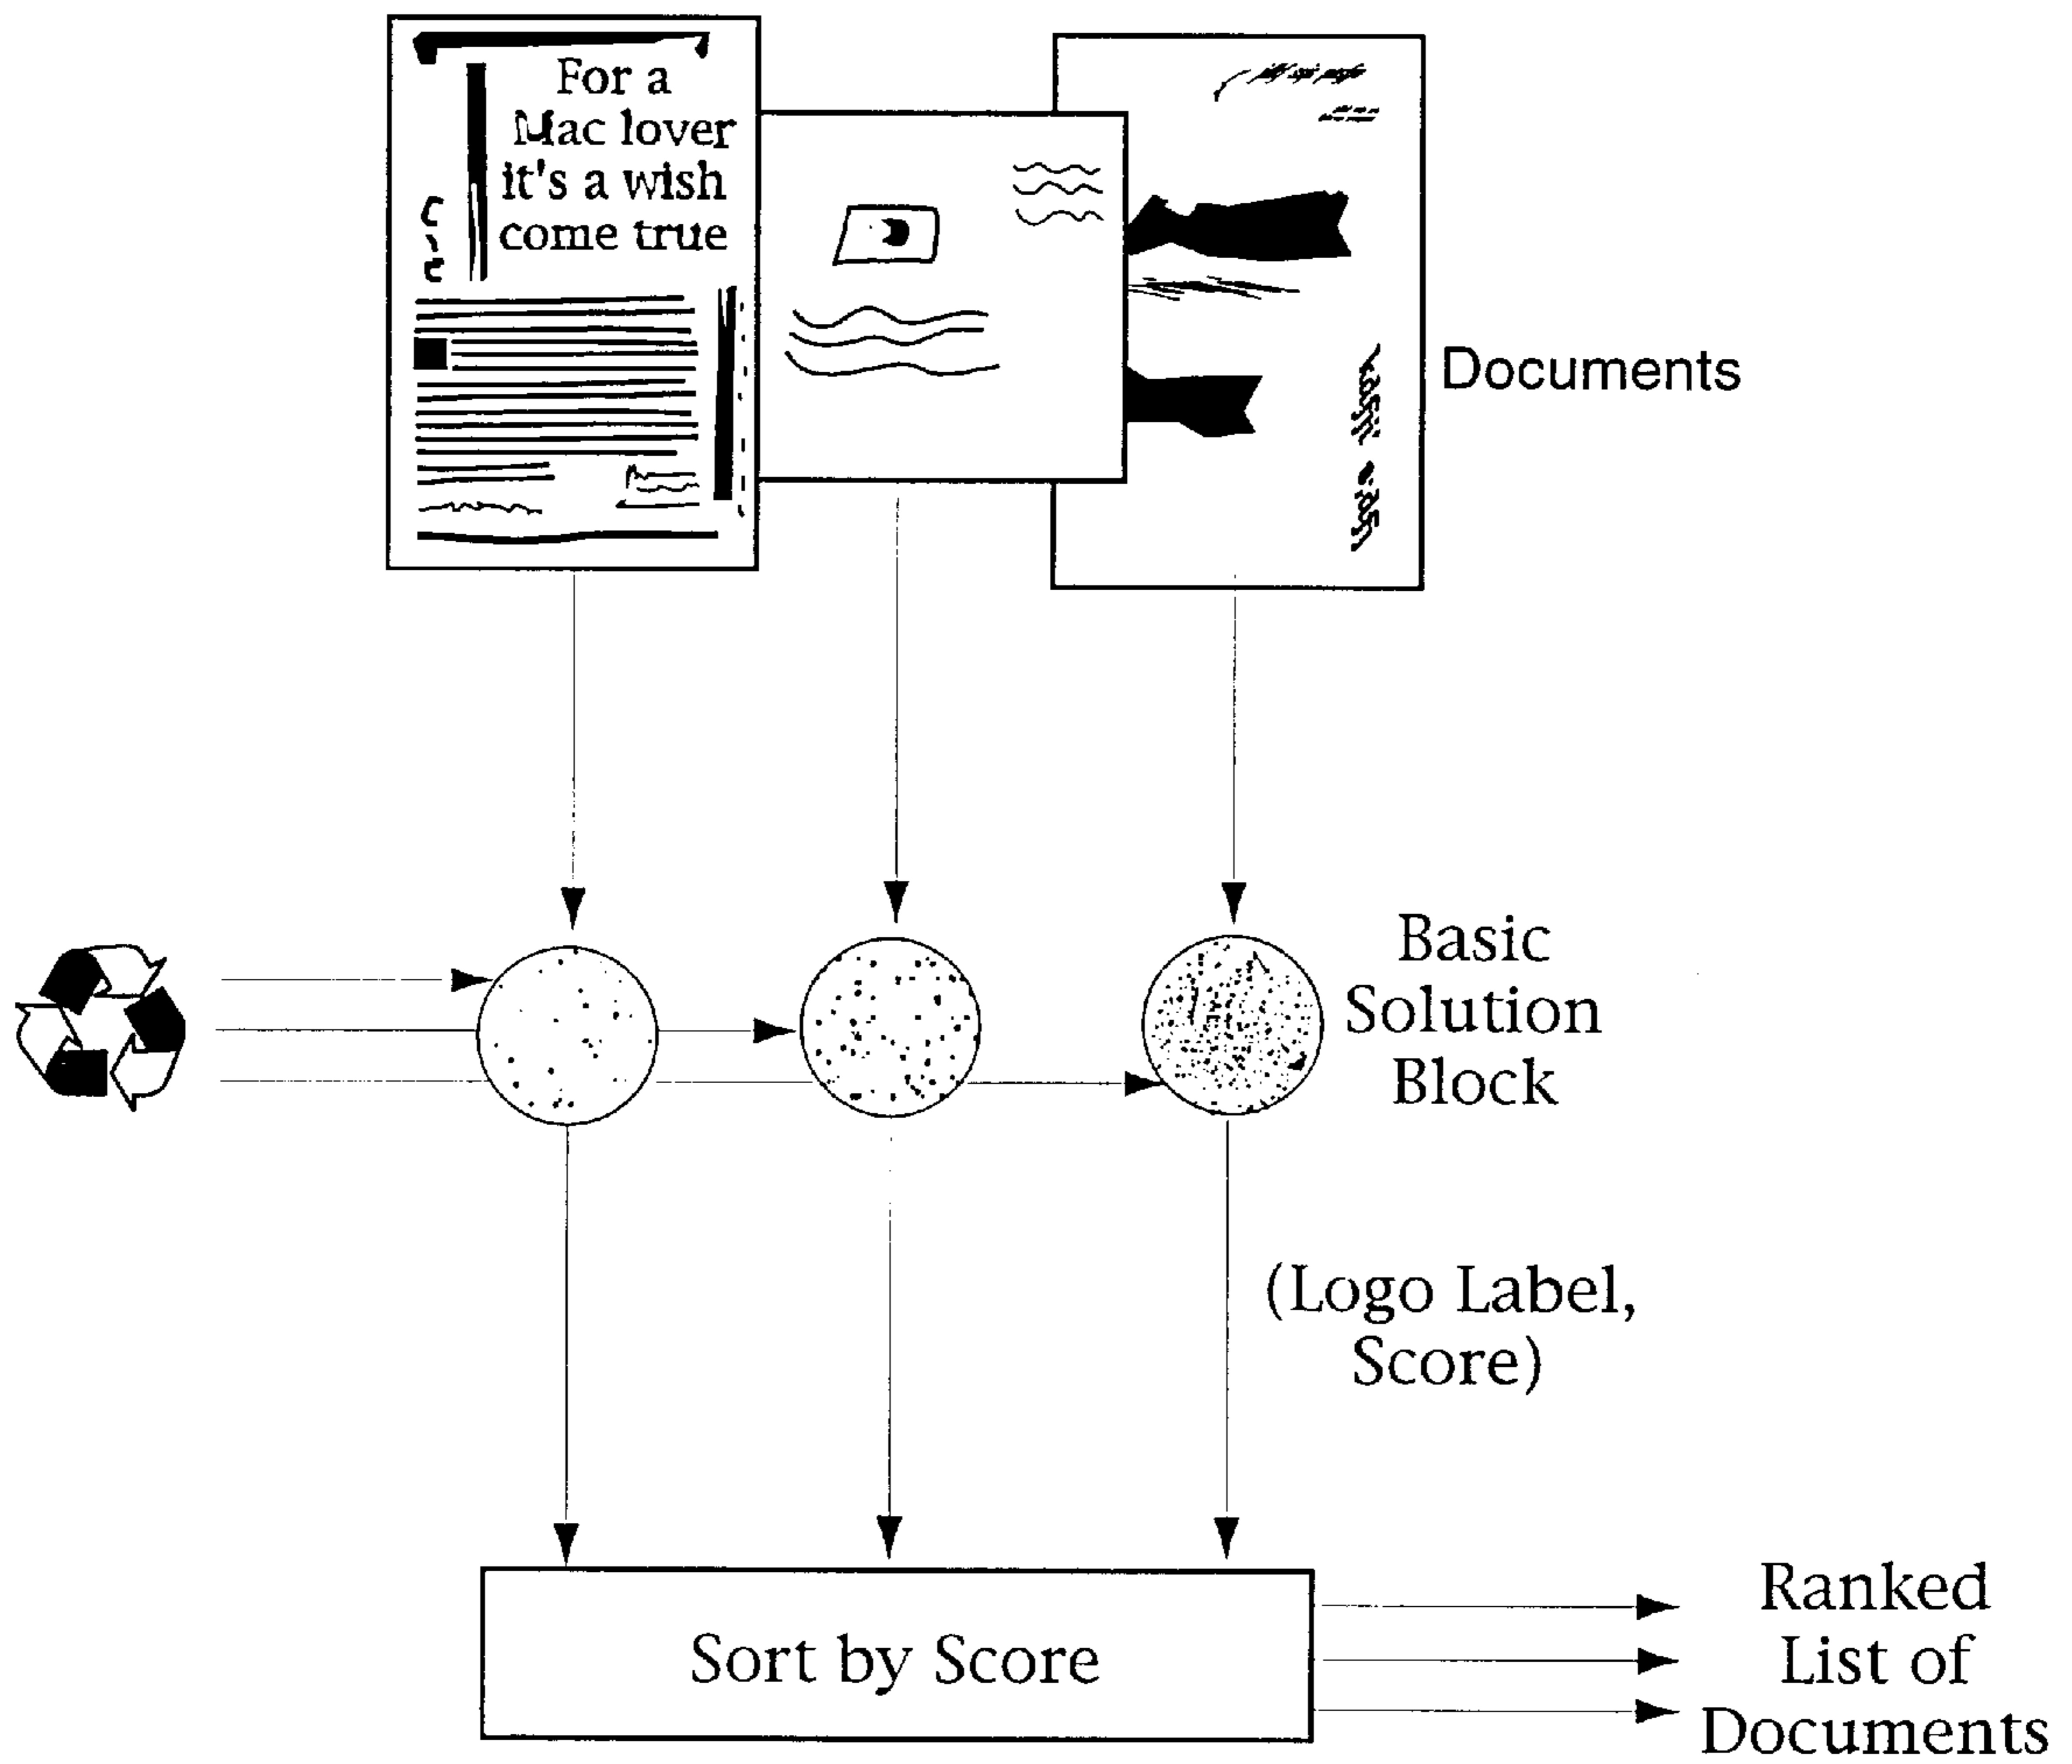 For a
Mac lover
it's a wish
come true
Documents
Basic
Solution
Block
(Logo Label,
Score)
Sort by Score
Ranked
List of
Documents